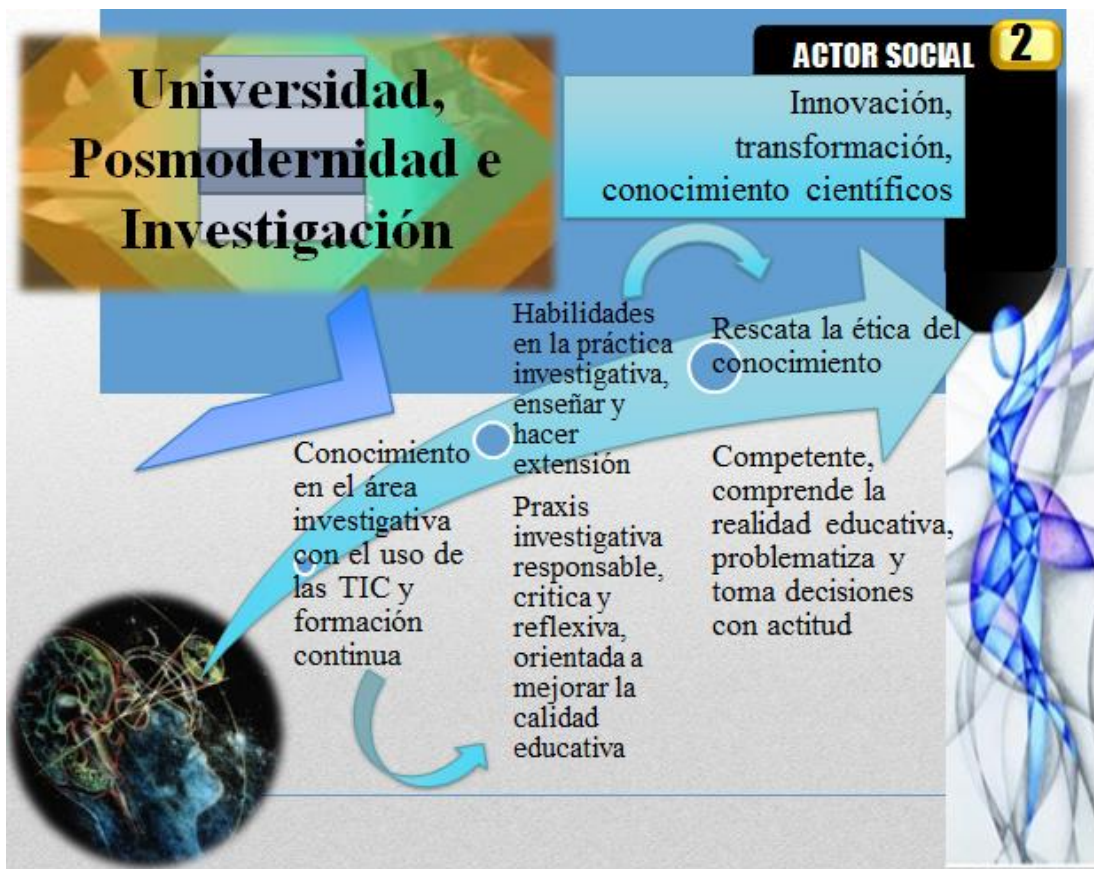 Universidad,
Posmodernidad e
Investigación
ACTOR SOCIAL
2
Innovación,
transformación,
conocimiento científicos
Conocimiento
en el área
investigativa
con el uso de
las TIC y
formación
continua
Habilidades
en la práctica
investigativa,
enseñar y
hacer
extensión
Praxis
investigativa
responsable,
critica y
reflexiva,
orientada a
mejorar la
calidad
educativa
Rescata la ética del
conocimiento
Competente,
comprende la
realidad educativa,
problematiza y
toma decisiones
con actitud